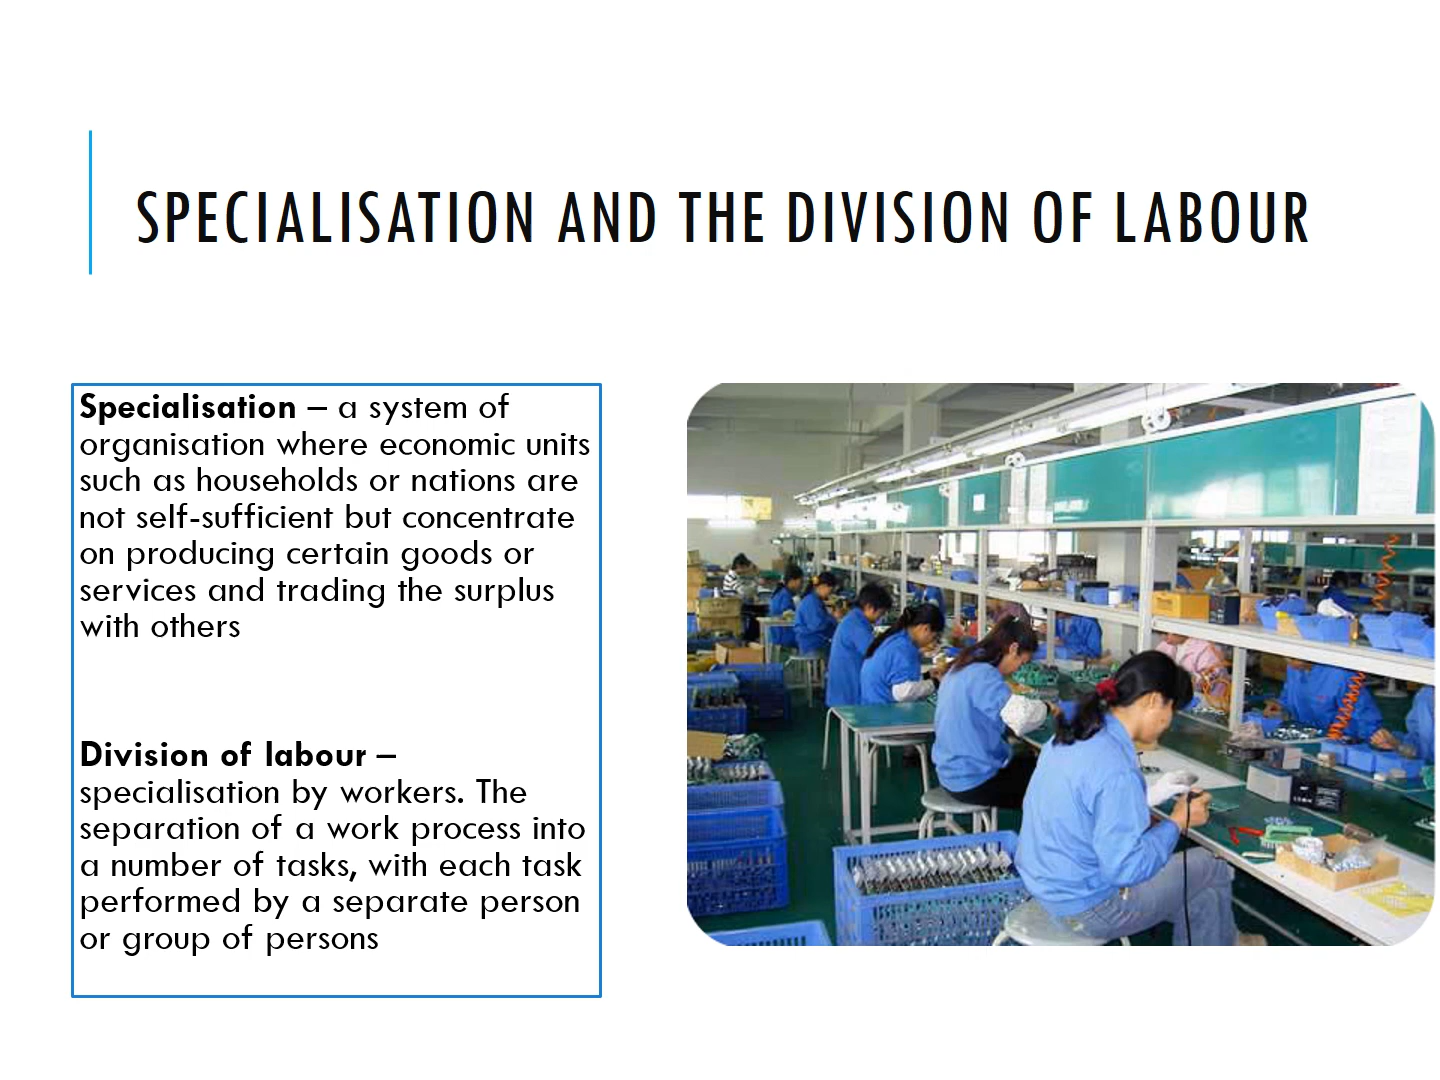 SPECIALISATION AND THE DIVISION OF LABOUR
Specialisation – a system of
organisation where economic units
such as households or nations are
not self-sufficient but concentrate
on producing certain goods or
services and trading the surplus
with others
Division of labour –
specialisation by workers. The
separation of a work process into
a number of tasks, with each task
performed by a separate person
or group of persons